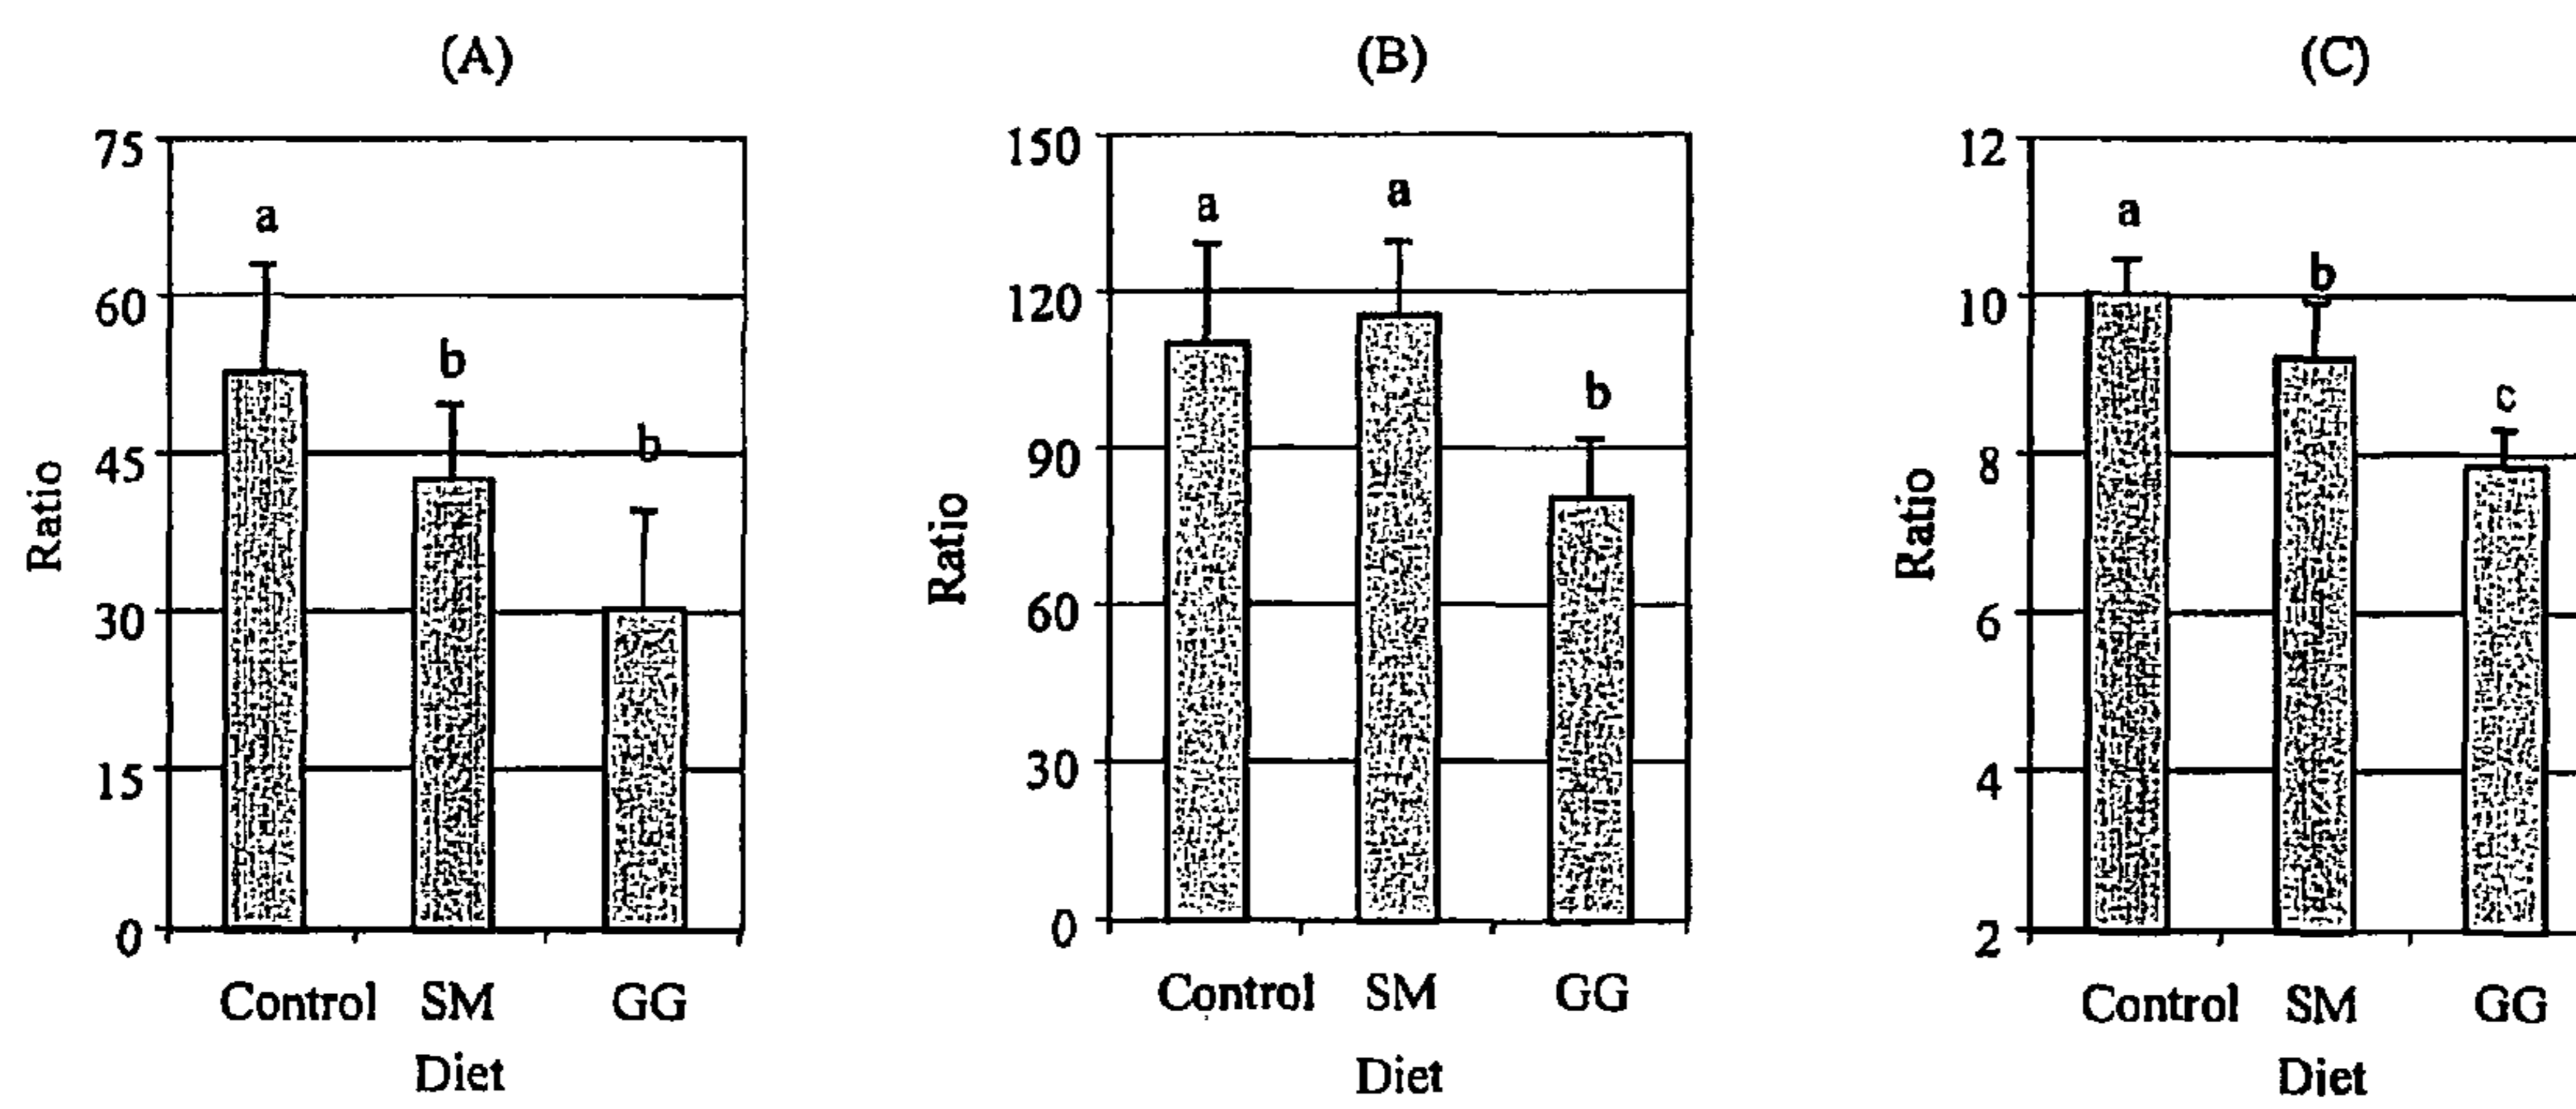 (A)
75
60
45
30
15
0
Ratio
a
b
b
Control SM GG
Diet
(B)
150
120
90
60
30
0
Ratio
a
a
b
Control SM GG
Diet
(C)
12
10
8
6
4
2
Ratio
a
b
c
Control SM GG
Diet